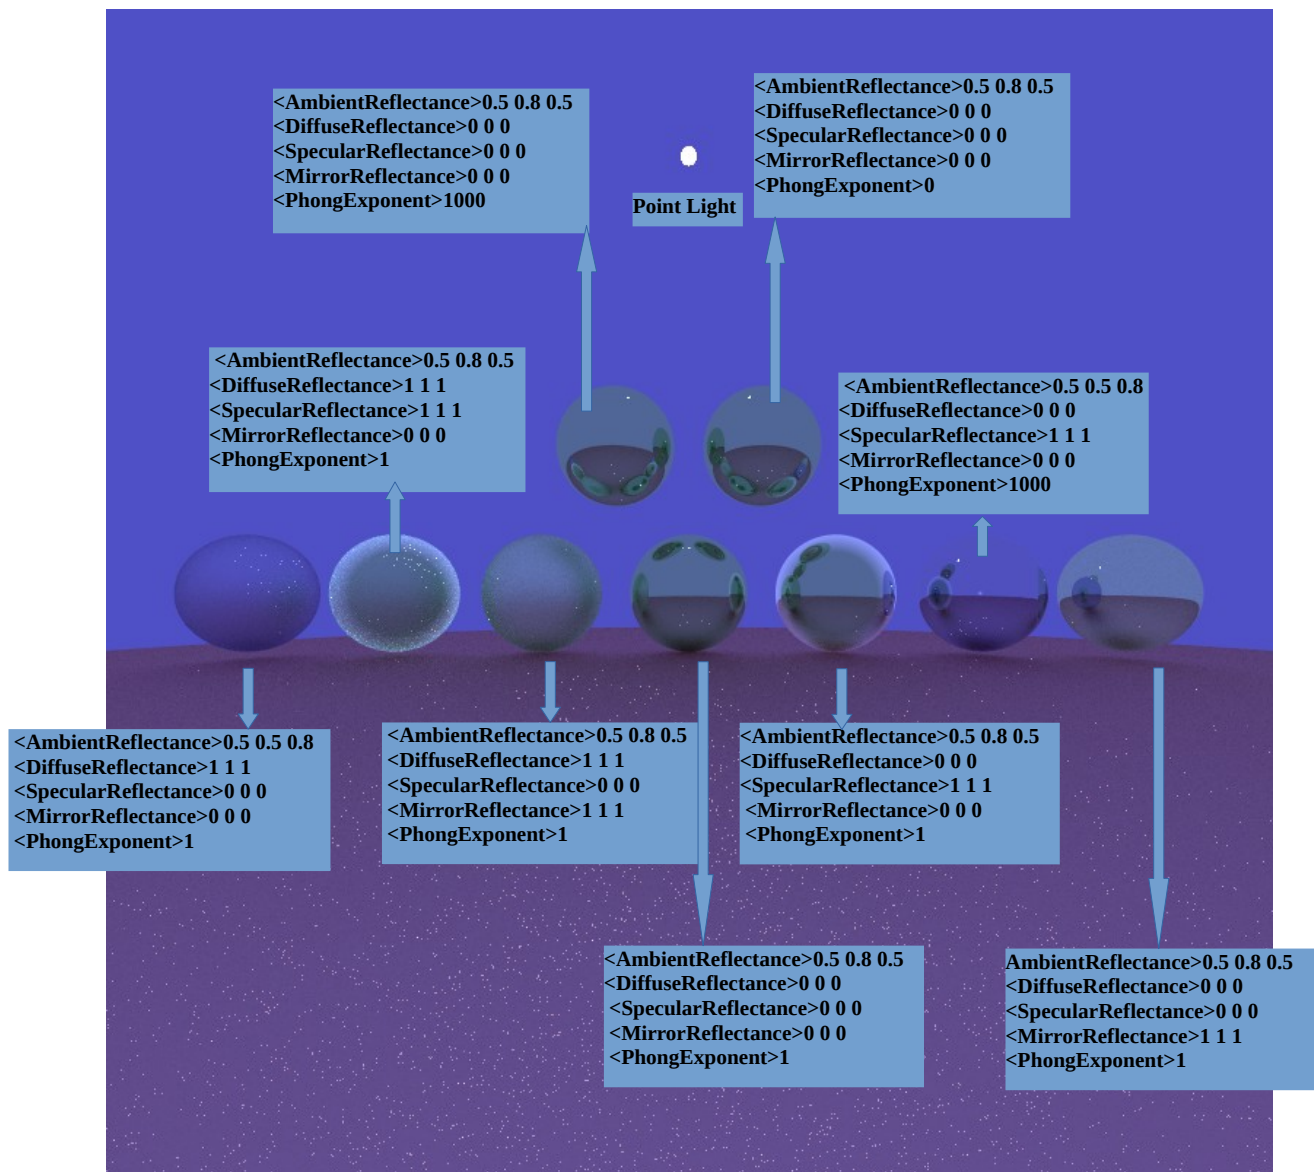 <AmbientReflectance>0.5 0.8 0.5
<DiffuseReflectance>0 0 0
<SpecularReflectance>0 0 0
<MirrorReflectance>0 0 0
<PhongExponent>1000
Point Light
<AmbientReflectance>0.5 0.8 0.5
<DiffuseReflectance>0 0 0
<SpecularReflectance>0 0 0
<MirrorReflectance>0 0 0
<PhongExponent>0
<AmbientReflectance>0.5 0.8 0.5
<DiffuseReflectance>1 1 1
<SpecularReflectance>1 1 1
<MirrorReflectance>0 0 0
<PhongExponent>1
<AmbientReflectance>0.5 0.5 0.8
<DiffuseReflectance>0 0 0
<SpecularReflectance>1 1 1
<MirrorReflectance>0 0 0
<PhongExponent>1000
<AmbientReflectance>0.5 0.5 0.8
<DiffuseReflectance>1 1 1
<SpecularReflectance>0 0 0
<MirrorReflectance>0 0 0
<PhongExponent>1
<AmbientReflectance>0.5 0.8 0.5
<DiffuseReflectance>1 1 1
<SpecularReflectance>0 0 0
<MirrorReflectance>1 1 1
<PhongExponent>1
<AmbientReflectance>0.5 0.8 0.5
<DiffuseReflectance>0 0 0
<SpecularReflectance>1 1 1
<MirrorReflectance>0 0 0
<PhongExponent>1
<AmbientReflectance>0.5 0.8 0.5
<DiffuseReflectance>0 0 0
<SpecularReflectance>0 0 0
<MirrorReflectance>0 0 0
<PhongExponent>1
AmbientReflectance>0.5 0.8 0.5
<DiffuseReflectance>0 0 0
<SpecularReflectance>0 0 0
<MirrorReflectance>1 1 1
<PhongExponent>1